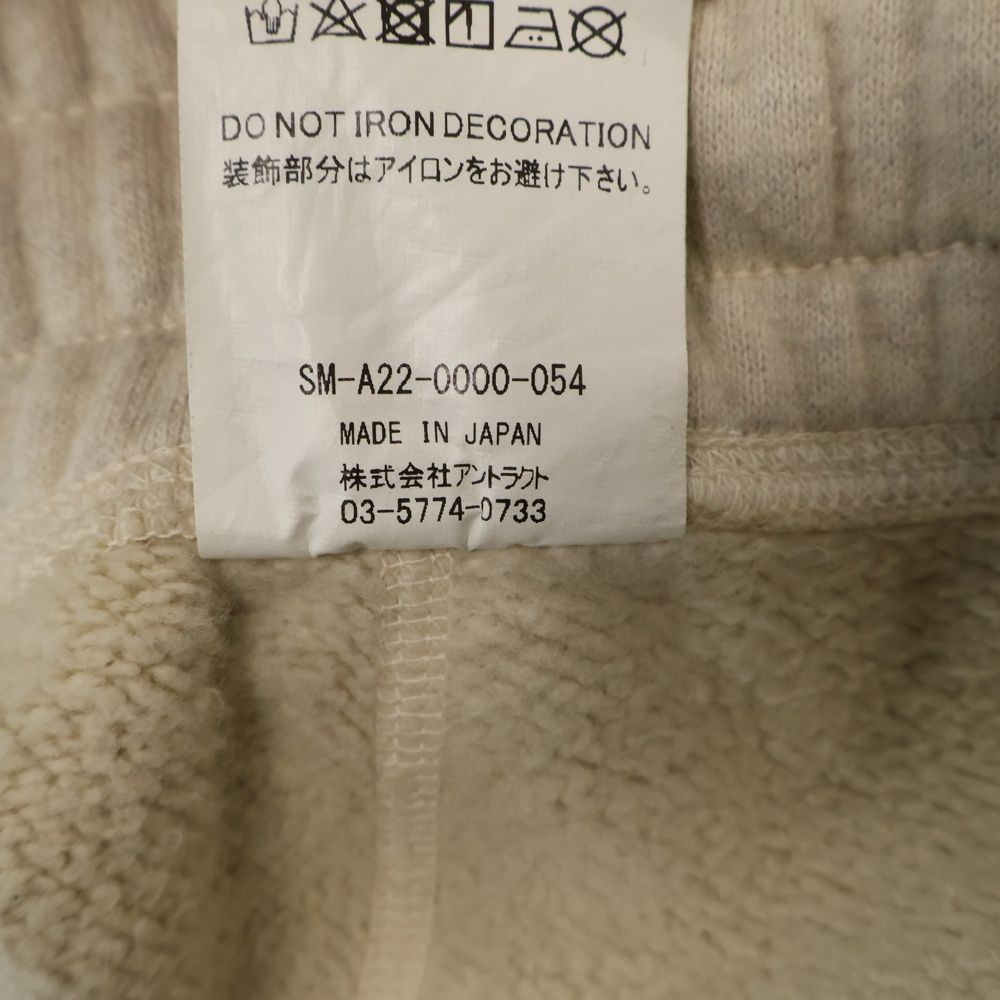 DO NOT IRON DECORATION
装飾部分はアイロンをお避け下さい。
SM-A22-0000-054
MADE IN JAPAN
株式会社アントラクト
03-5774-0733